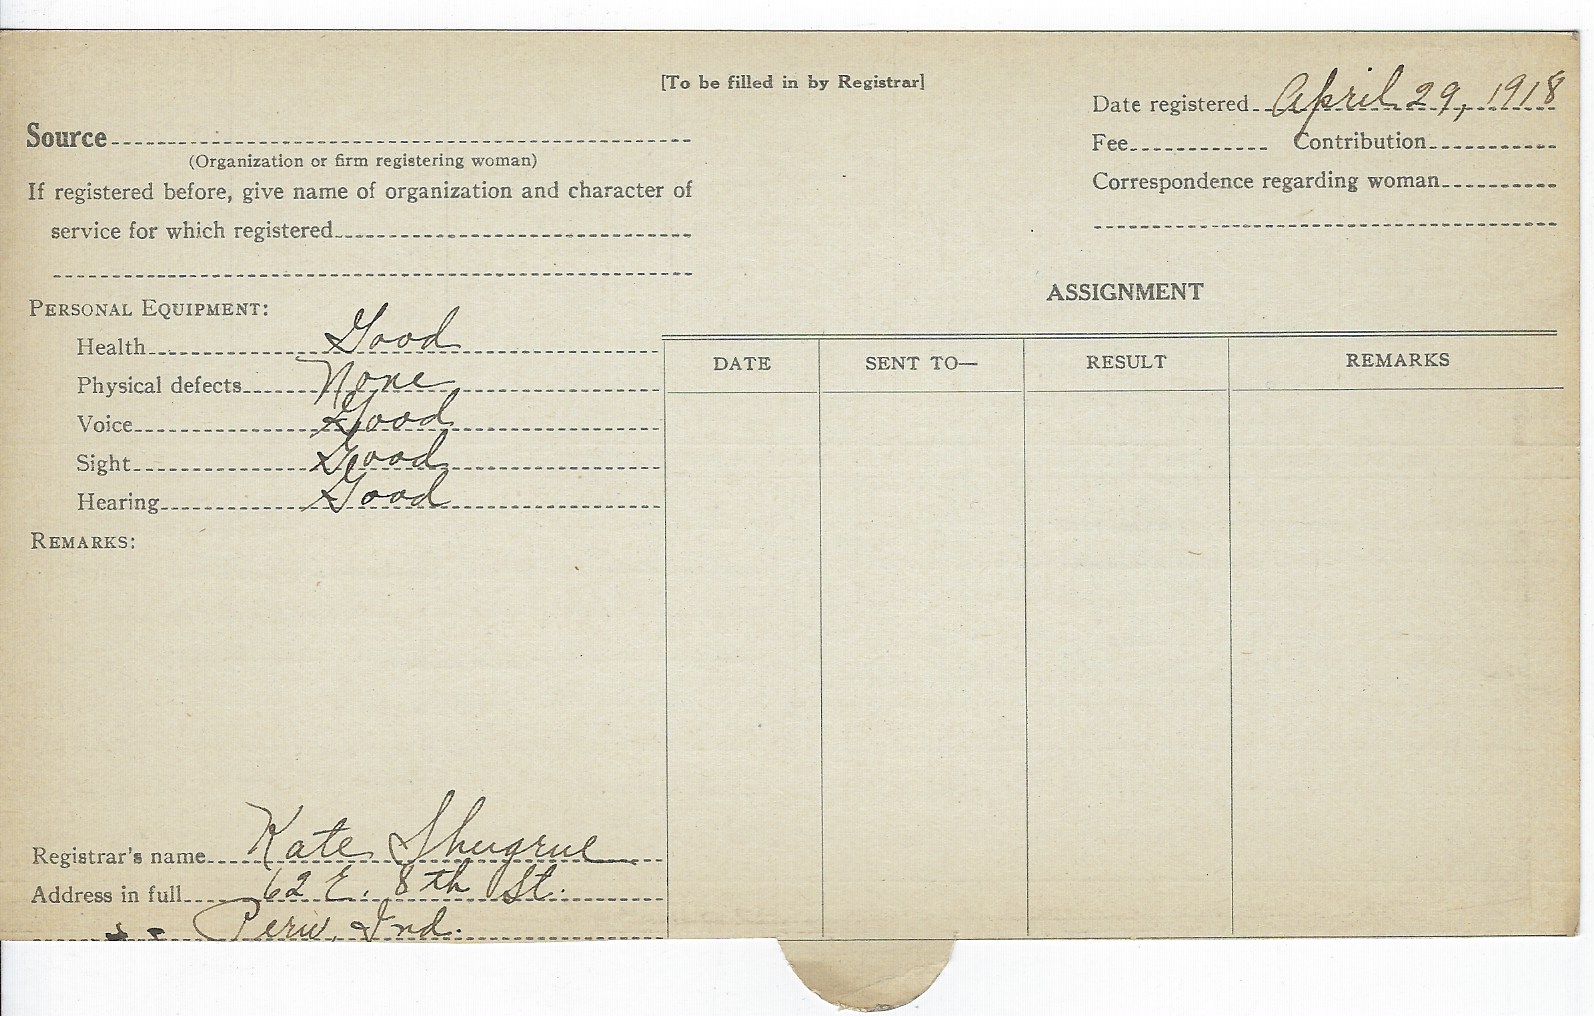 [To be filled in by Registrar]
Date registered April 29, 1918
Source
(Organization or firm registering woman)
Fee Contribution
If registered before, give name of organization and character of
service for which registered
Correspondence regarding woman
ASSIGNMENT
PERSONAL EQUIPMENT:
Health Good
Physical defects None
Voice Good
Sight Good
Hearing Good
REMARKS:
DATE SENT TO— RESULT REMARKS
Registrar's name Kate Shugrue
Address in full 62 E. 8th St.
Peru, Ind.